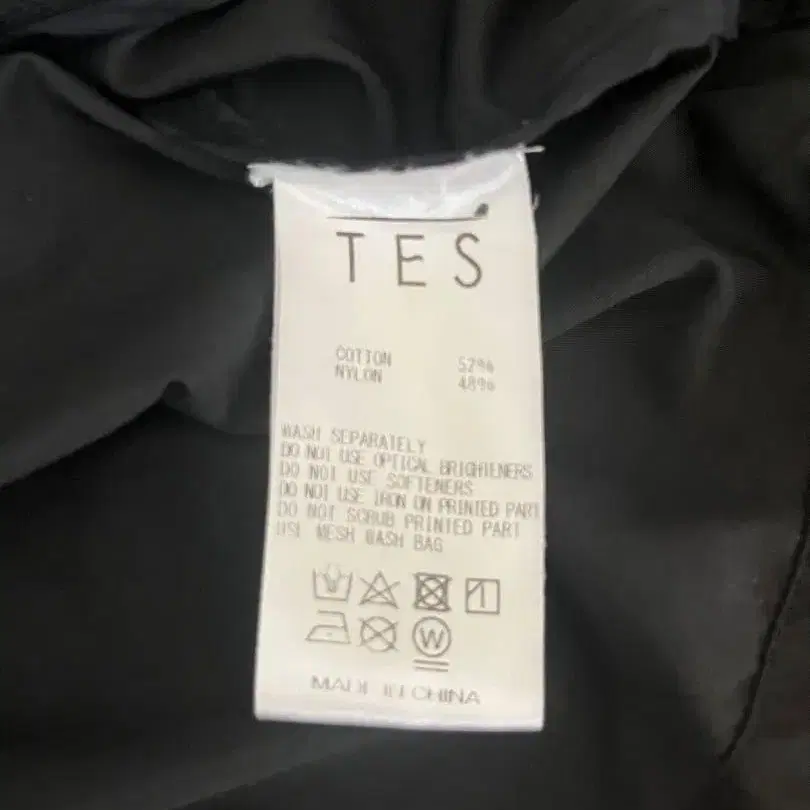 TES
COTTON 52%
NYLON 48%
WASH SEPARATELY
DO NOT USE OPTICAL BRIGHTENERS
DO NOT USE SOFTENERS
DO NOT USE IRON ON PRINTED PART
DO NOT SCRUB PRINTED PART
USE MESH WASH BAG
W
MADE IN CHINA